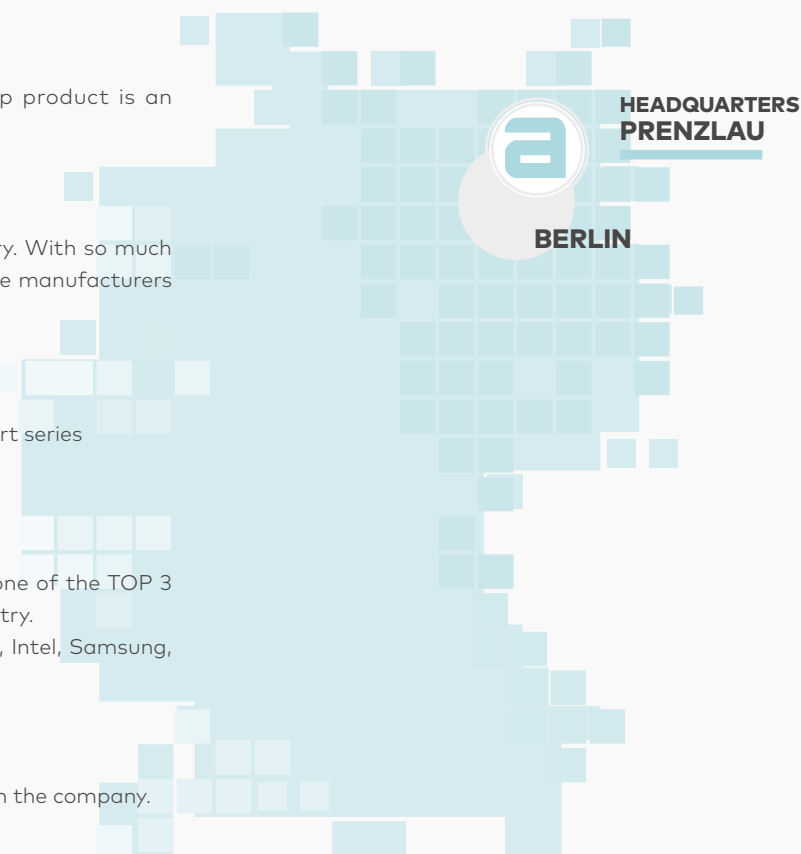 p product is an
HEADQUARTERS
PRENZLAU
a
BERLIN
ry. With so much
e manufacturers
rt series
one of the TOP 3
try.
, Intel, Samsung,
n the company.